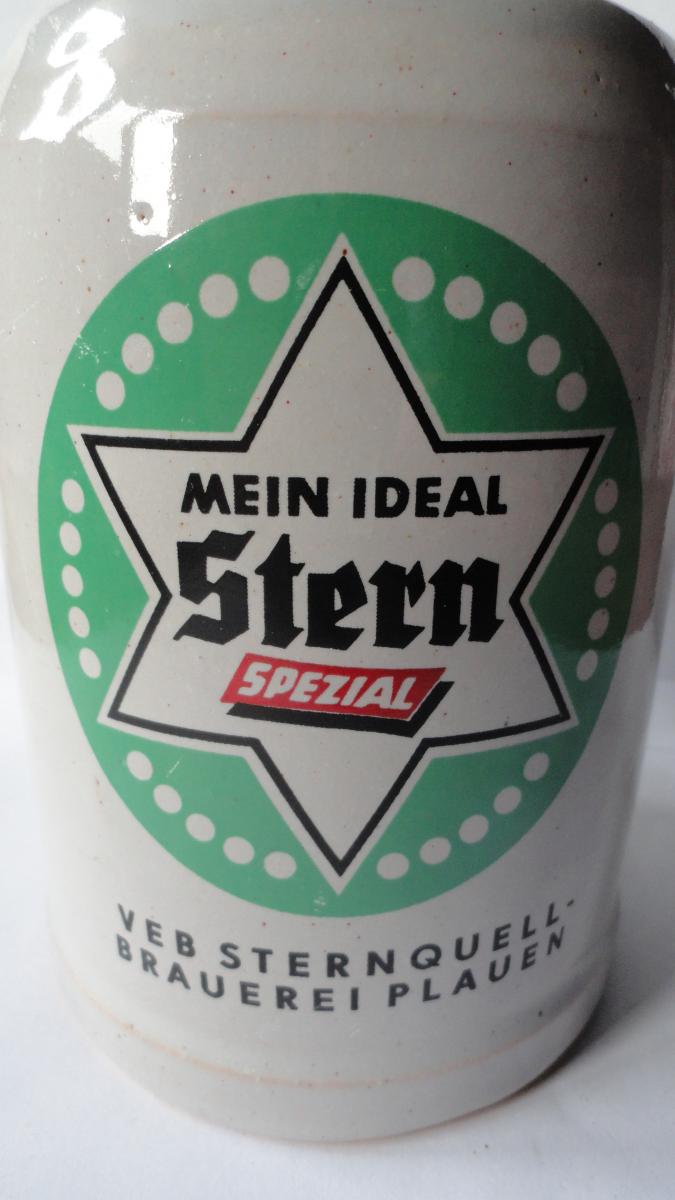 MEIN IDEAL
Stern
SPEZIAL
VEB STERNQUELL-
BRAUEREI PLAUEN